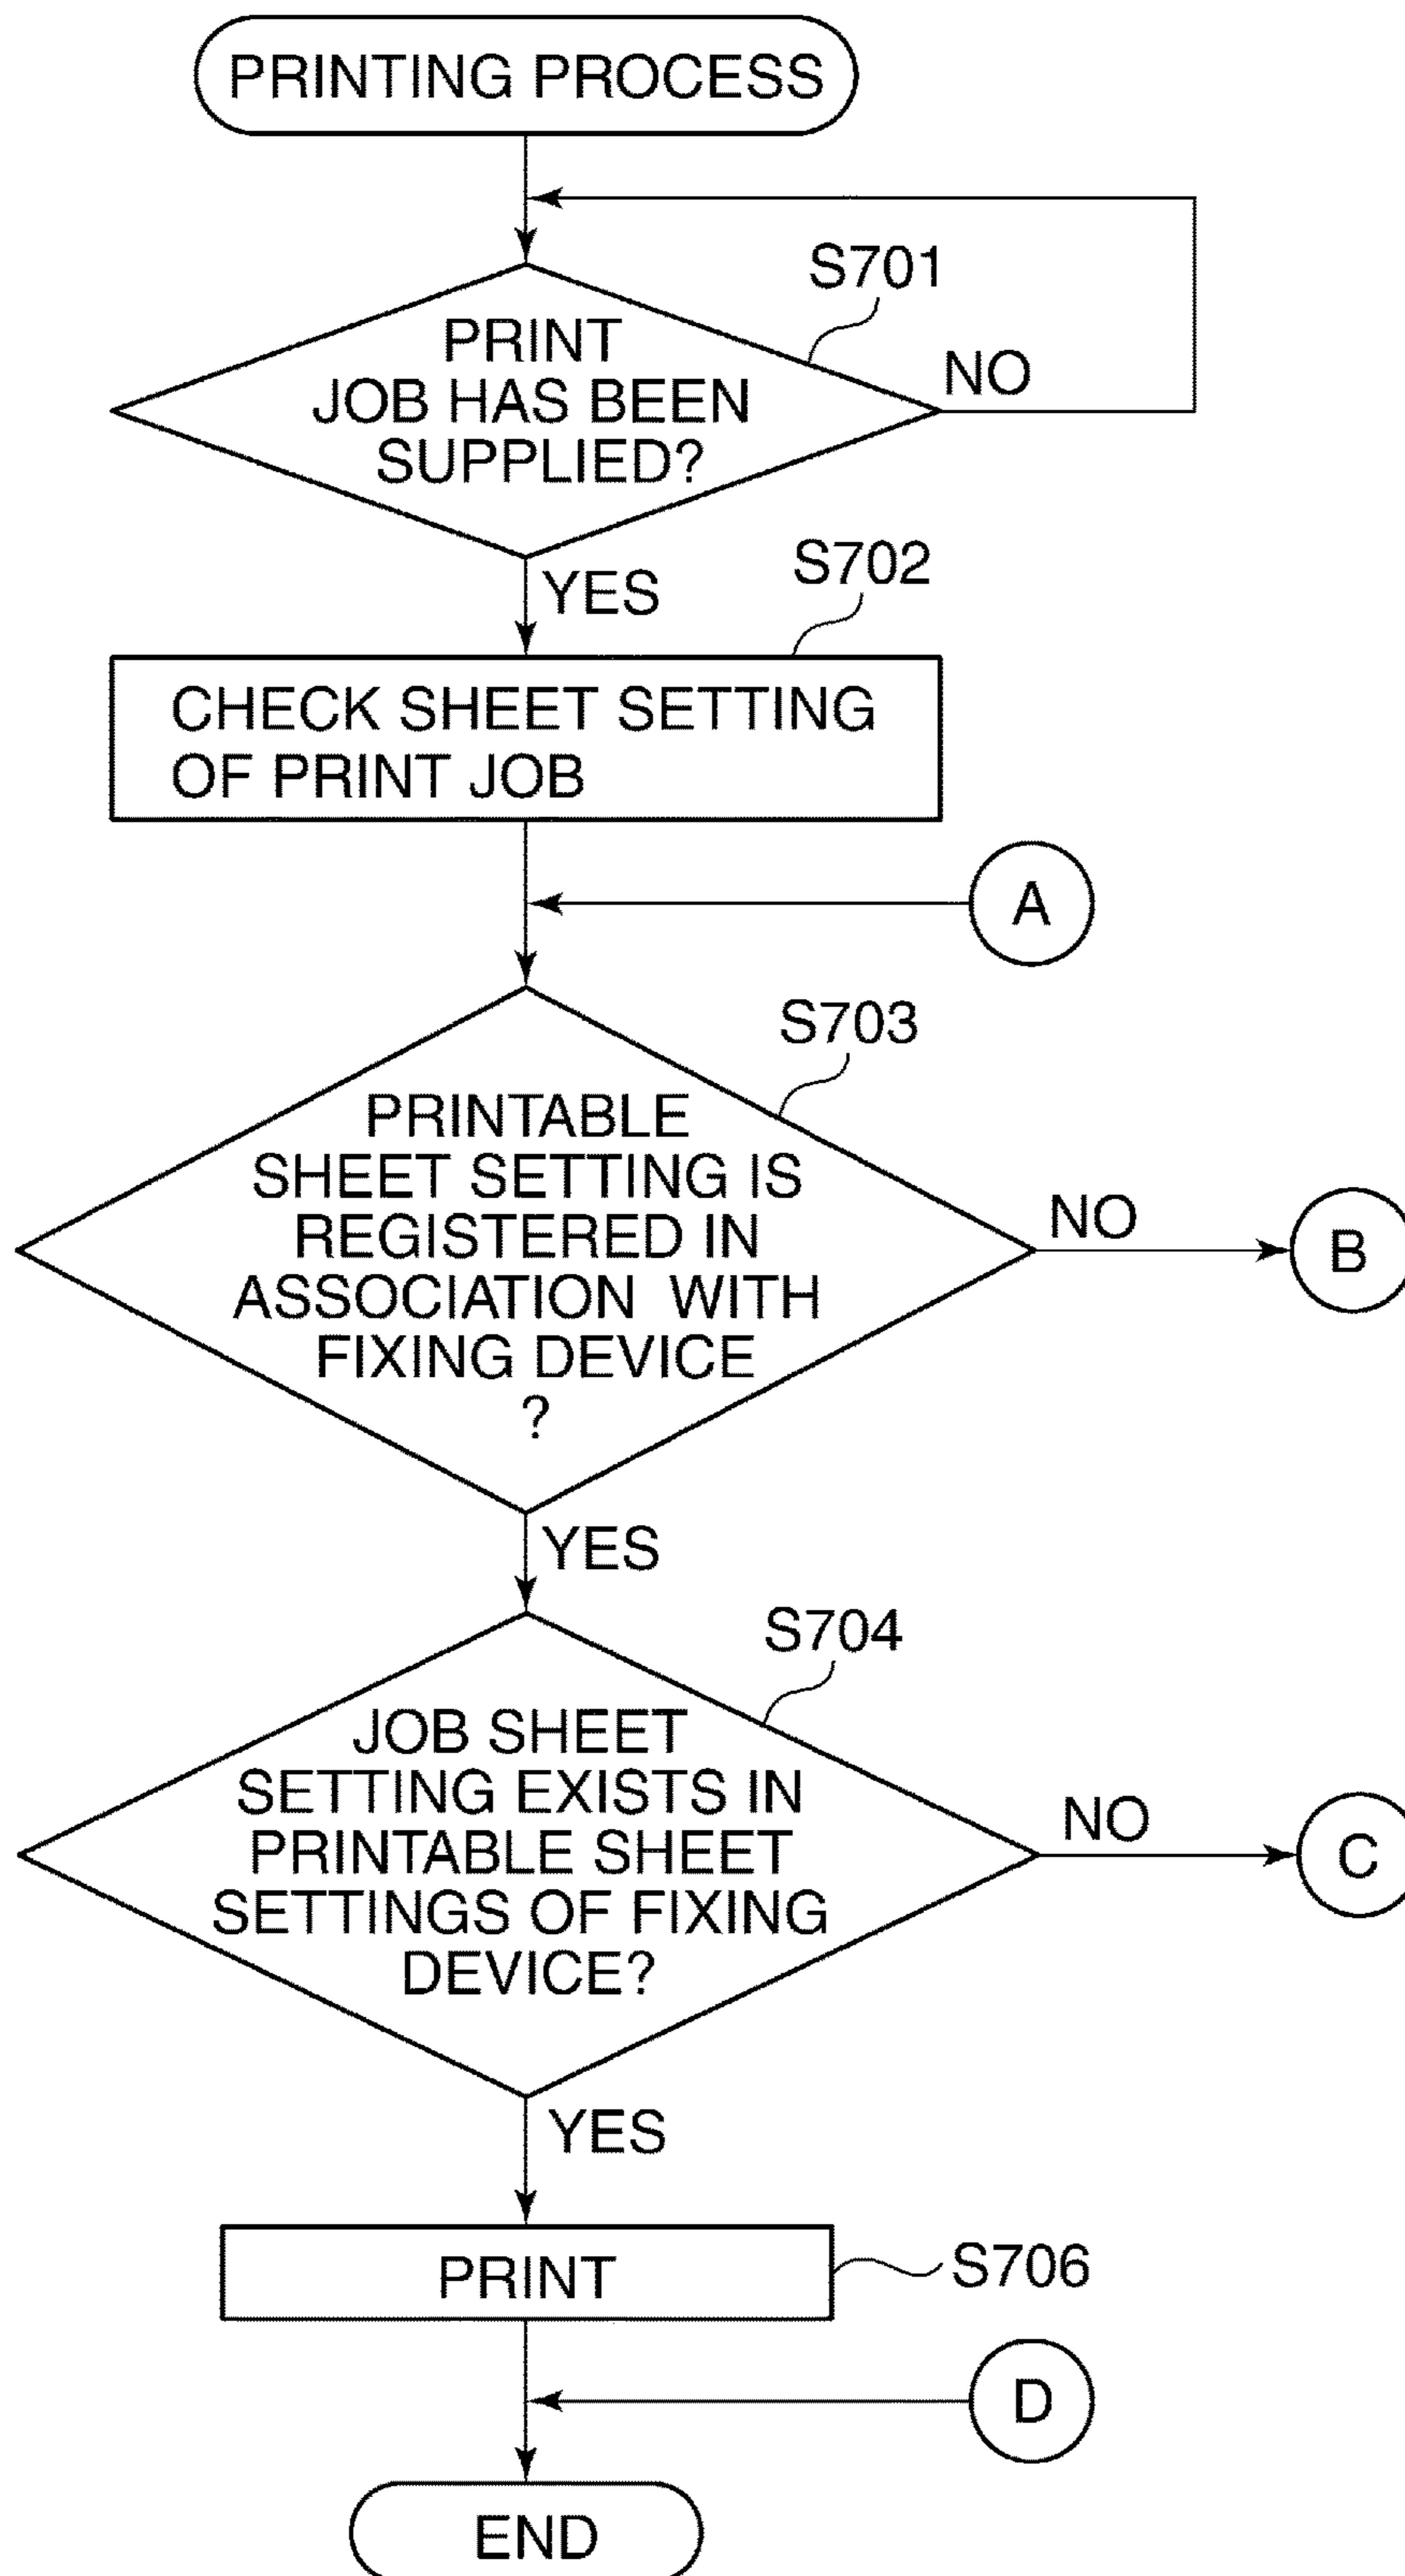 PRINTING PROCESS
S701
PRINT
JOB HAS BEEN
SUPPLIED?
NO
YES
S702
CHECK SHEET SETTING
OF PRINT JOB
A
S703
PRINTABLE
SHEET SETTING IS
REGISTERED IN
ASSOCIATION WITH
FIXING DEVICE
?
NO
B
YES
S704
JOB SHEET
SETTING EXISTS IN
PRINTABLE SHEET
SETTINGS OF FIXING
DEVICE?
NO
C
YES
PRINT
S706
D
END